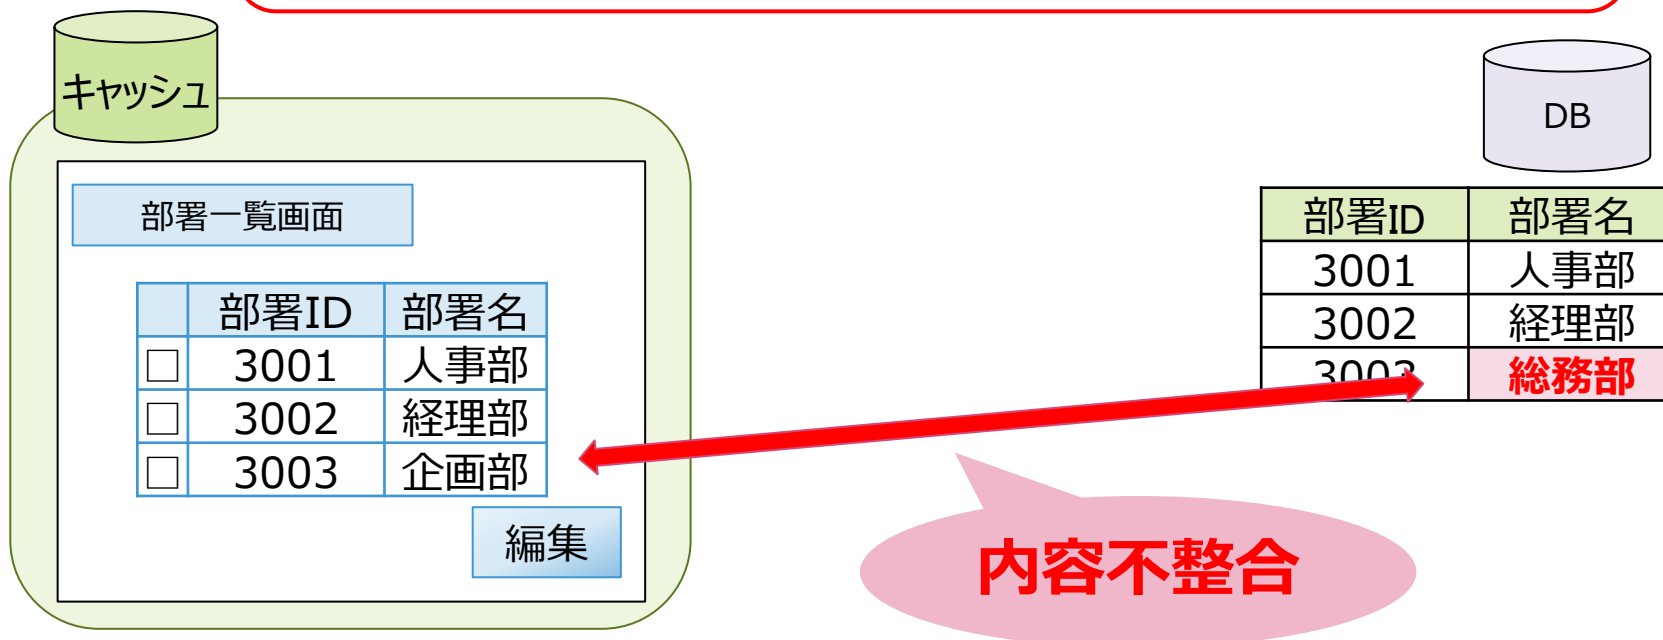 キャッシュ
部署一覧画面
部署ID 部署名
□ 3001 人事部
□ 3002 経理部
□ 3003 企画部
編集
DB
部署ID 部署名
3001 人事部
3002 経理部
3003 総務部
内容不整合